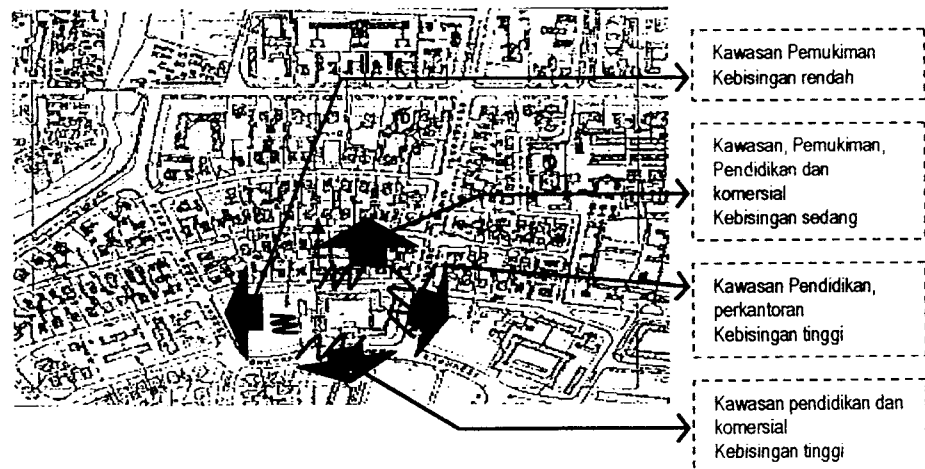 Kawasan Pemukiman
Kebisingan rendah
Kawasan, Pemukiman,
Pendidikan dan
komersial
Kebisingan sedang
Kawasan Pendidikan,
perkantoran
Kebisingan tinggi
Kawasan pendidikan dan
komersial
Kebisingan tinggi